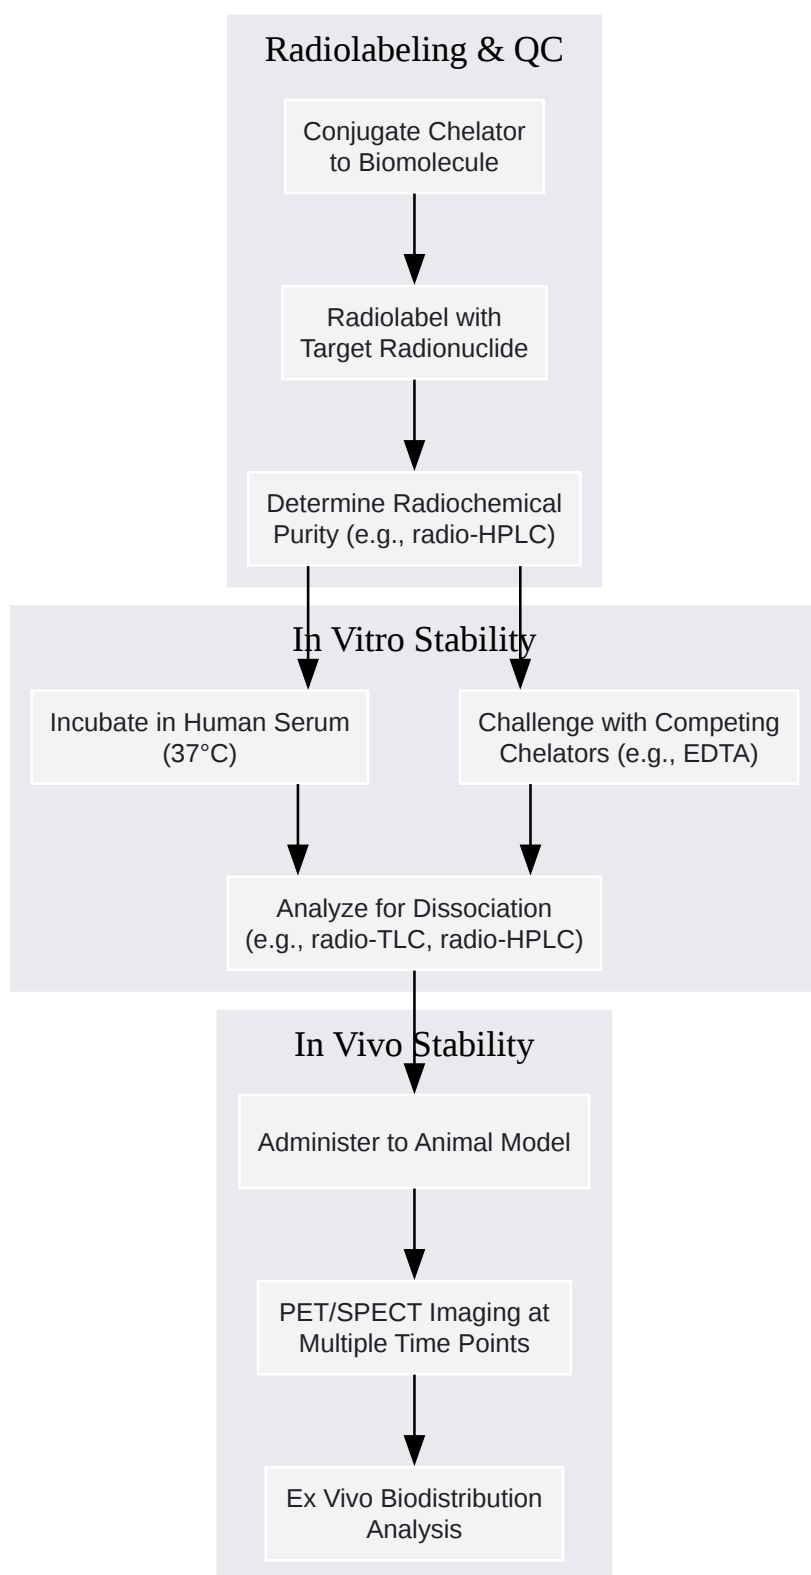 Radiolabeling & QC
Conjugate Chelator
to Biomolecule
Radiolabel with
Target Radionuclide
Determine Radiochemical
Purity (e.g., radio-HPLC)
In Vitro Stability
Incubate in Human Serum
(37°C)
Challenge with Competing
Chelators (e.g., EDTA)
Analyze for Dissociation
(e.g., radio-TLC, radio-HPLC)
In Vivo Stability
Administer to Animal Model
PET/SPECT Imaging at
Multiple Time Points
Ex Vivo Biodistribution
Analysis